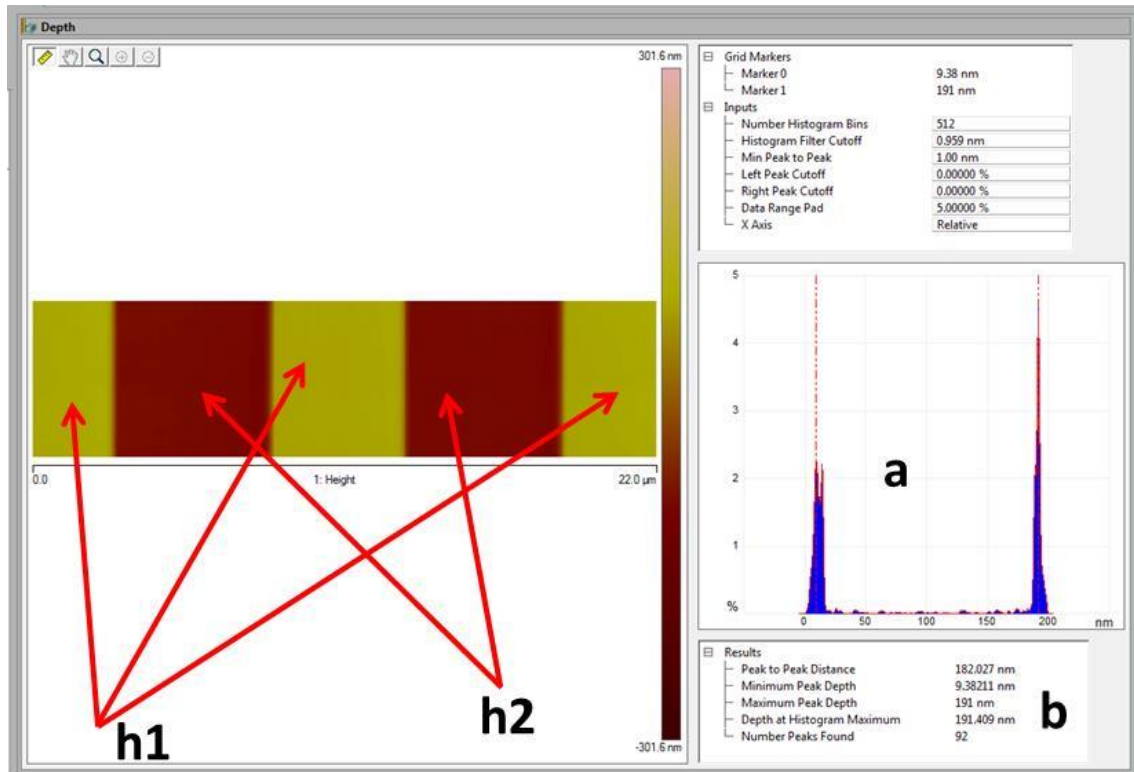 Depth
301.6 nm
-301.6 nm
0.0
1: Height
22.0 µm
h1
h2
Grid Markers
Marker 0 9.38 nm
Marker 1 191 nm
Inputs
Number Histogram Bins 512
Histogram Filter Cutoff 0.959 nm
Min Peak to Peak 1.00 nm
Left Peak Cutoff 0.00000 %
Right Peak Cutoff 0.00000 %
Data Range Pad 5.00000 %
X Axis Relative
5
4
3
2
1
%
0 50 100 150 200 nm
a
Results
Peak to Peak Distance 182.027 nm
Minimum Peak Depth 9.38211 nm
Maximum Peak Depth 191 nm
Depth at Histogram Maximum 191.409 nm
Number Peaks Found 92
b